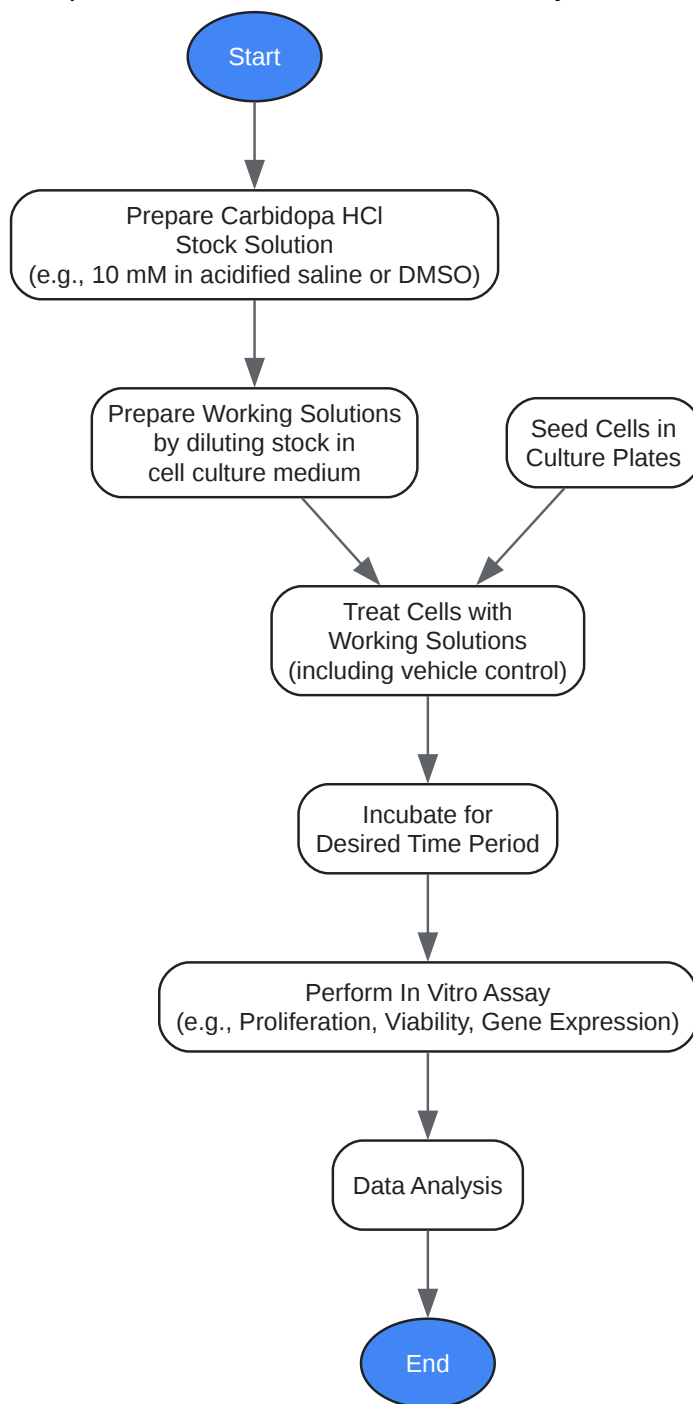 Start
Prepare Carbidopa HCl
Stock Solution
(e.g., 10 mM in acidified saline or DMSO)
Prepare Working Solutions
by diluting stock in
cell culture medium
Seed Cells in
Culture Plates
Treat Cells with
Working Solutions
(including vehicle control)
Incubate for
Desired Time Period
Perform In Vitro Assay
(e.g., Proliferation, Viability, Gene Expression)
Data Analysis
End